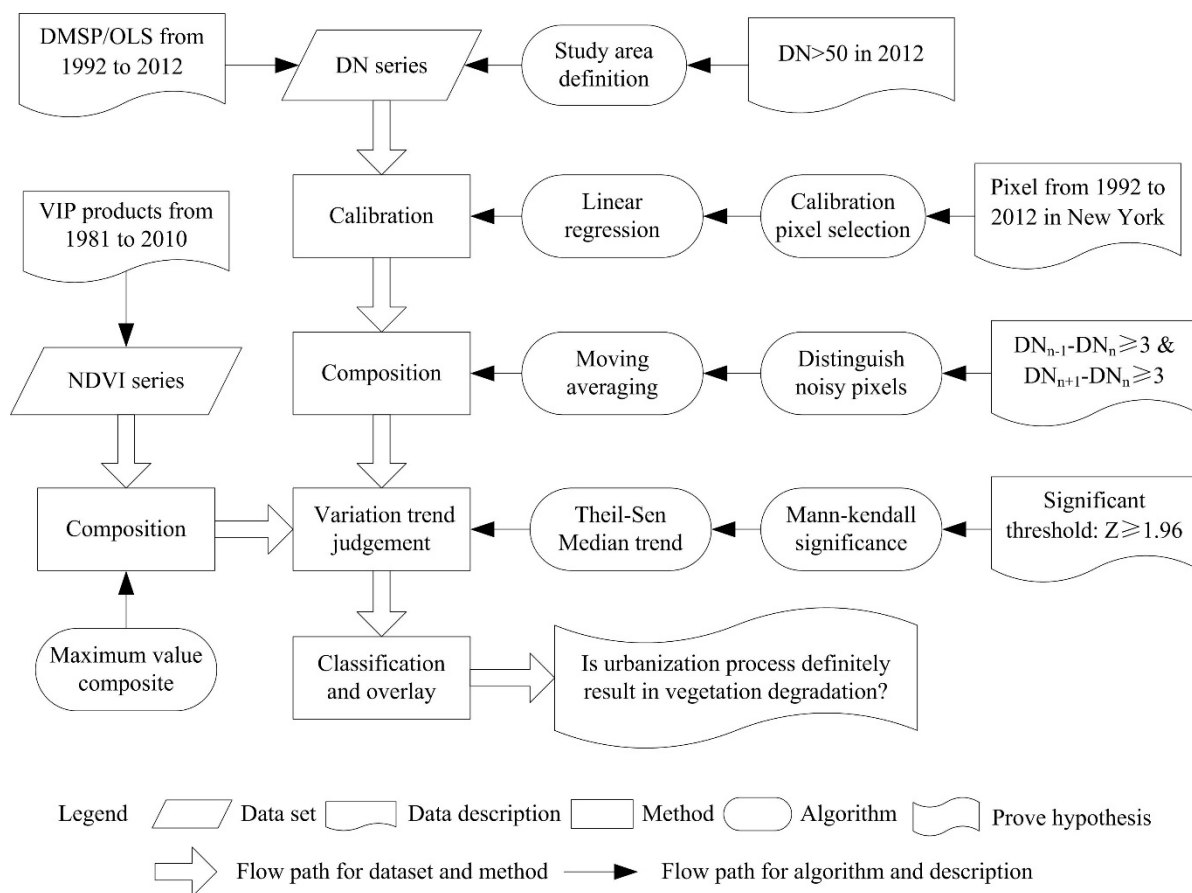 DMSP/OLS from
1992 to 2012
DN series
Study area
definition
DN>50 in 2012
VIP products from
1981 to 2010
Calibration
Linear
regression
Calibration
pixel selection
Pixel from 1992 to
2012 in New York
NDVI series
Composition
Moving
averaging
Distinguish
noisy pixels
DNn-1-DNn≥3 &
DNn+1-DNn≥3
Composition
Variation trend
judgement
Theil-Sen
Median trend
Mann-kendall
significance
Significant
threshold: Z≥1.96
Maximum value
composite
Classification
and overlay
Is urbanization process definitely
result in vegetation degradation?
Legend
Data set
Data description
Method
Algorithm
Prove hypothesis
Flow path for dataset and method
Flow path for algorithm and description